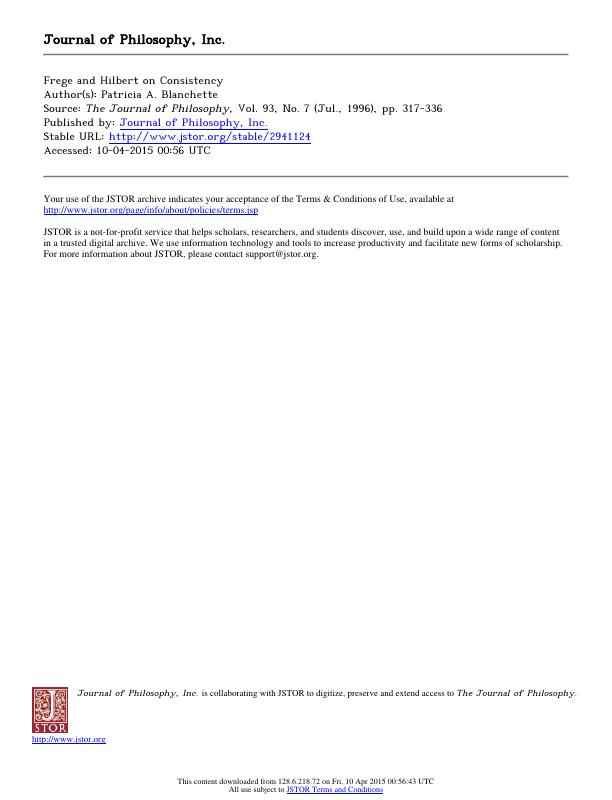 Journal of Philosophy, Inc.
Frege and Hilbert on Consistency
Author(s): Patricia A. Blanchette
Source: The Journal of Philosophy, Vol. 93, No. 7 (Jul., 1996), pp. 317-336
Published by: Journal of Philosophy, Inc.
Stable URL: http://www.jstor.org/stable/2941124
Accessed: 10-04-2015 00:56 UTC
Your use of the JSTOR archive indicates your acceptance of the Terms & Conditions of Use, available at
http://www.jstor.org/page/info/about/policies/terms.jsp
JSTOR is a not-for-profit service that helps scholars, researchers, and students discover, use, and build upon a wide range of content
in a trusted digital archive. We use information technology and tools to increase productivity and facilitate new forms of scholarship.
For more information about JSTOR, please contact support@jstor.org.
Journal of Philosophy, Inc. is collaborating with JSTOR to digitize, preserve and extend access to The Journal of Philosophy.
JSTOR
http://www.jstor.org
This content downloaded from 128.6.218.72 on Fri, 10 Apr 2015 00:56:43 UTC
All use subject to JSTOR Terms and Conditions